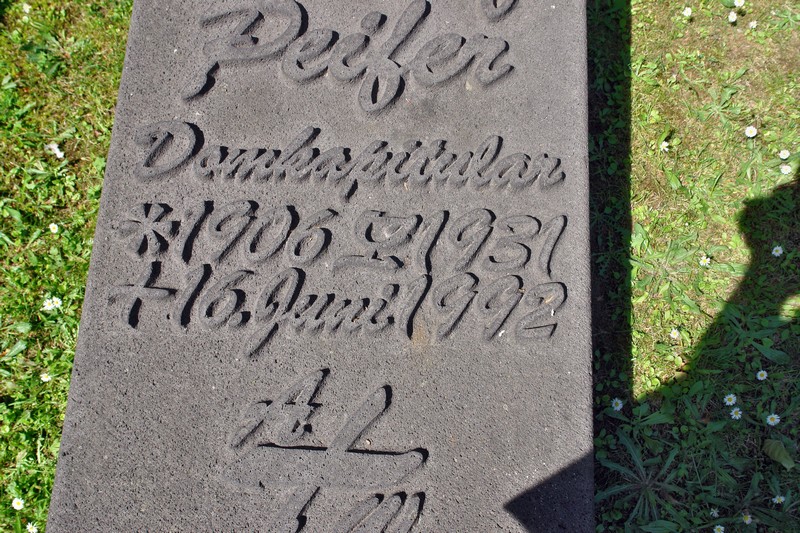 Peifer
Domkapitular
*1906 1931
+16. Juni 1992